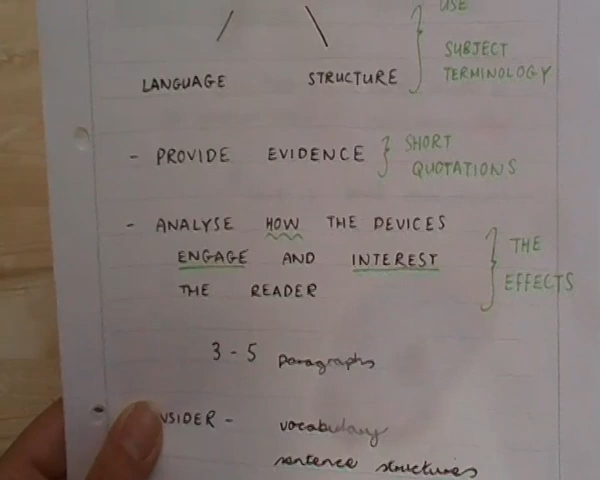 USE
LANGUAGE STRUCTURE
SUBJECT
TERMINOLOGY
- PROVIDE EVIDENCE
SHORT
QUOTATIONS
- ANALYSE HOW THE DEVICES
ENGAGE AND INTEREST
THE READER
THE
EFFECTS
3 - 5 paragraphs
NSIDER - vocabulary
sentence structures